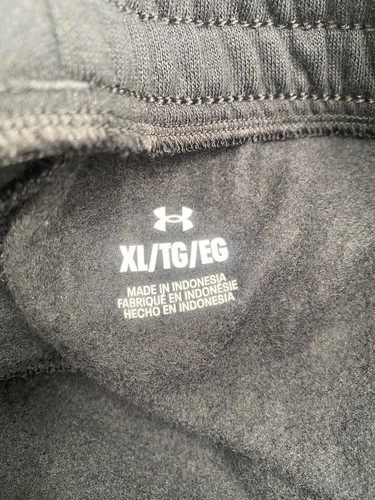 XL/TG/EG
MADE IN INDONESIA
FABRIQUÉ EN INDONÉSIE
HECHO EN INDONESIA